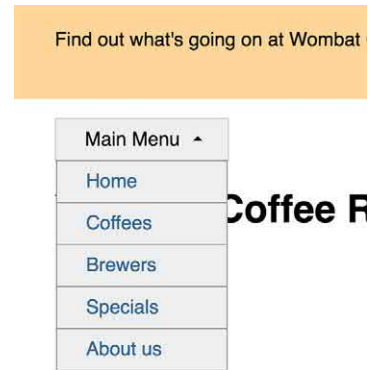 Find out what's going on at Wombat
Main Menu
Home
Coffee R
Coffees
Brewers
Specials
About us